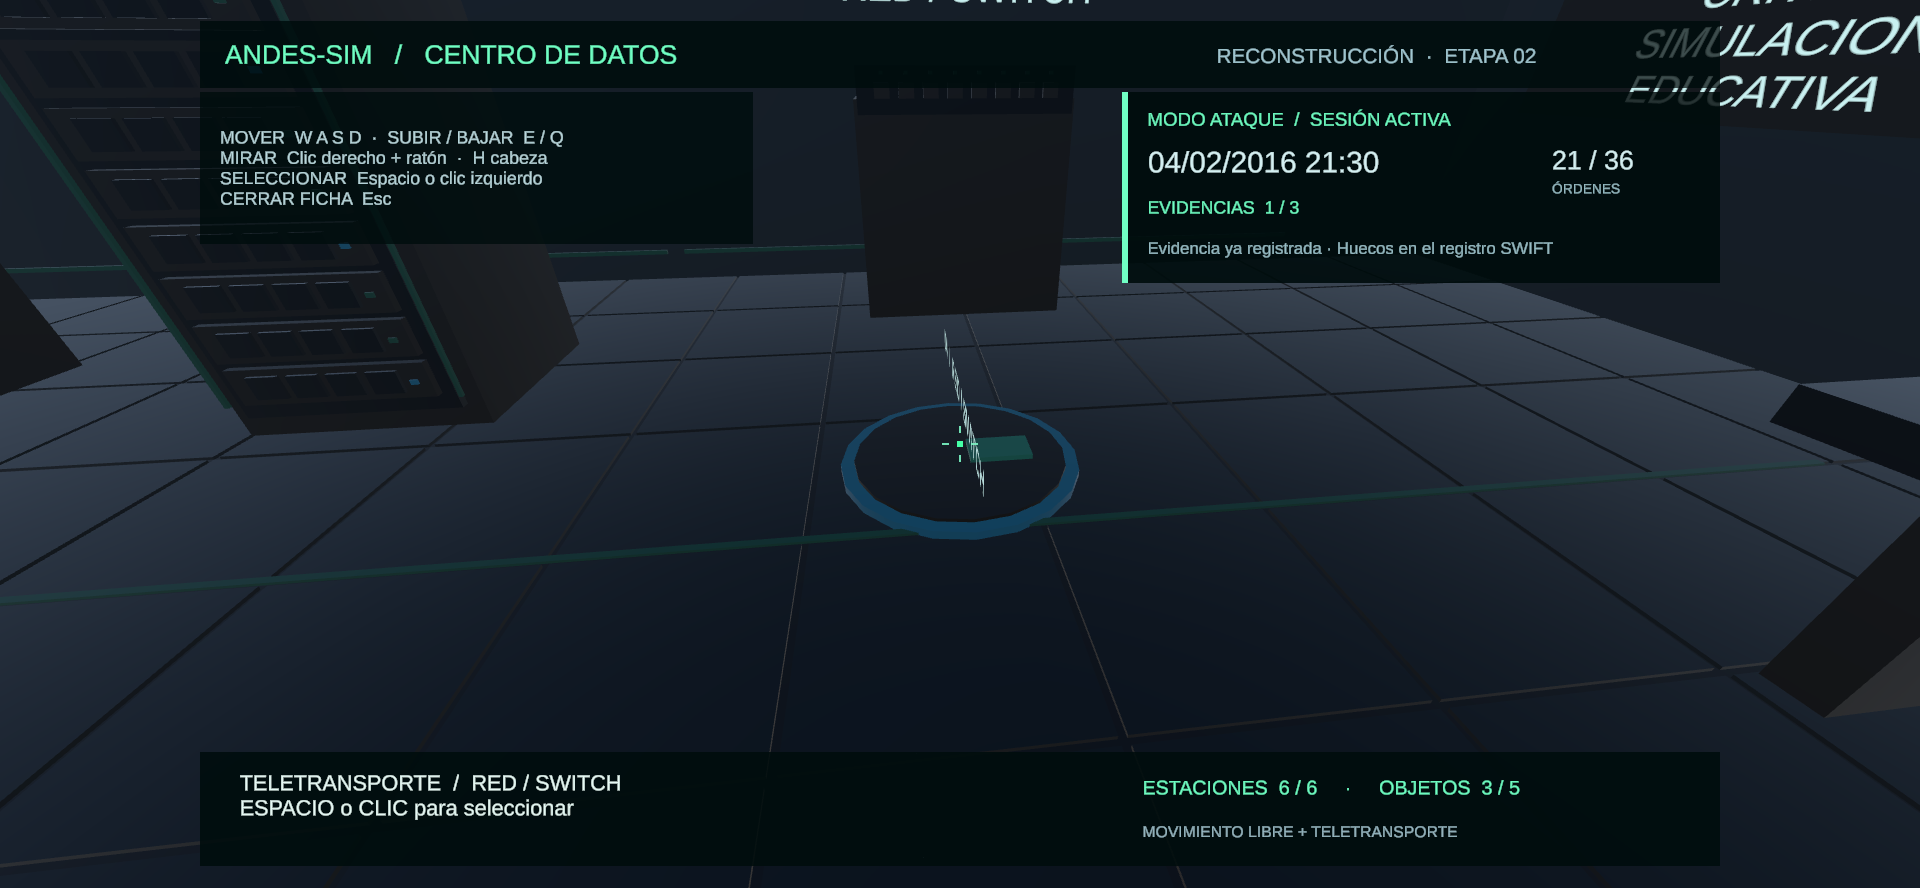 RED / SWITCH
ANDES-SIM / CENTRO DE DATOS
RECONSTRUCCIÓN · ETAPA 02
SIMULACION
EDUCATIVA
MOVER W A S D · SUBIR / BAJAR E / Q
MIRAR Clic derecho + ratón · H cabeza
SELECCIONAR Espacio o clic izquierdo
CERRAR FICHA Esc
MODO ATAQUE / SESIÓN ACTIVA
04/02/2016 21:30
21 / 36
ÓRDENES
EVIDENCIAS 1 / 3
Evidencia ya registrada · Huecos en el registro SWIFT
TELETRANSPORTE / RED / SWITCH
ESPACIO o CLIC para seleccionar
ESTACIONES 6 / 6 · OBJETOS 3 / 5
MOVIMIENTO LIBRE + TELETRANSPORTE